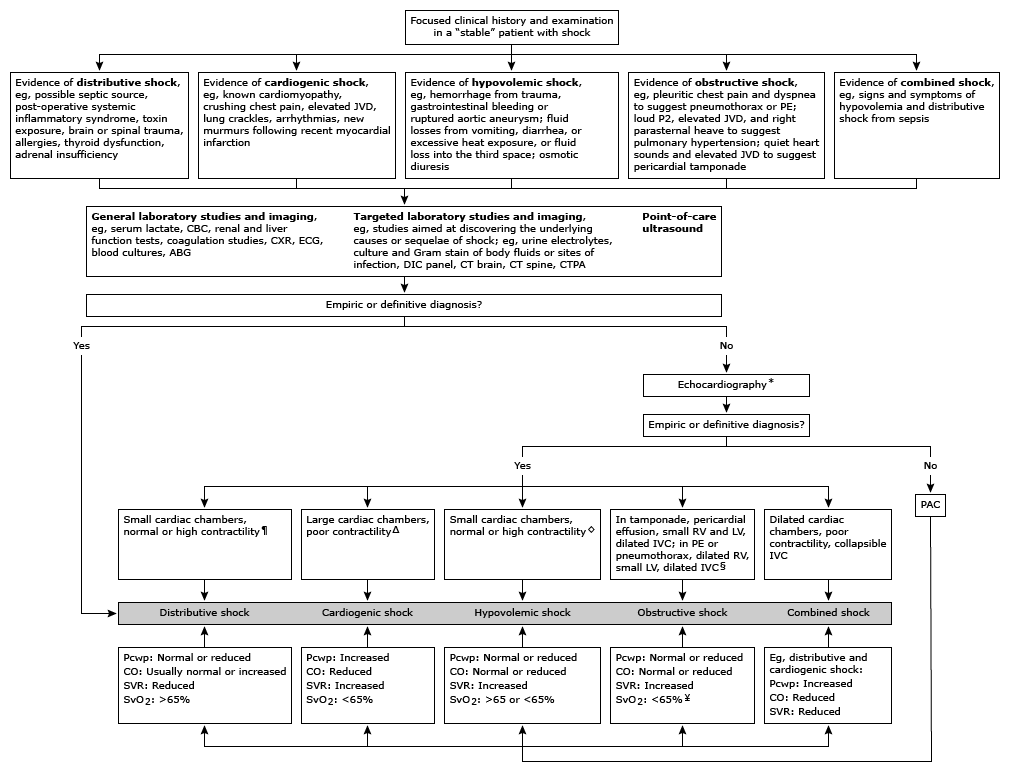 Focused clinical history and examination
in a “stable” patient with shock
Evidence of distributive shock,
eg, possible septic source,
post-operative systemic
inflammatory syndrome, toxin
exposure, brain or spinal trauma,
allergies, thyroid dysfunction,
adrenal insufficiency
Evidence of cardiogenic shock,
eg, known cardiomyopathy,
crushing chest pain, elevated JVD,
lung crackles, arrhythmias, new
murmurs following recent myocardial
infarction
Evidence of hypovolemic shock,
eg, hemorrhage from trauma,
gastrointestinal bleeding or
ruptured aortic aneurysm; fluid
losses from vomiting, diarrhea, or
excessive heat exposure, or fluid
loss into the third space; osmotic
diuresis
Evidence of obstructive shock,
eg, pleuritic chest pain and dyspnea
to suggest pneumothorax or PE;
loud P2, elevated JVD, and right
parasternal heave to suggest
pulmonary hypertension; quiet heart
sounds and elevated JVD to suggest
pericardial tamponade
Evidence of combined shock,
eg, signs and symptoms of
hypovolemia and distributive
shock from sepsis
General laboratory studies and imaging,
eg, serum lactate, CBC, renal and liver
function tests, coagulation studies, CXR, ECG,
blood cultures, ABG
Targeted laboratory studies and imaging,
eg, studies aimed at discovering the underlying
causes or sequelae of shock; eg, urine electrolytes,
culture and Gram stain of body fluids or sites of
infection, DIC panel, CT brain, CT spine, CTPA
Point-of-care
ultrasound
Empiric or definitive diagnosis?
Yes
No
Echocardiography*
Empiric or definitive diagnosis?
Yes
No
PAC
Small cardiac chambers,
normal or high contractility¶
Large cardiac chambers,
poor contractilityΔ
Small cardiac chambers,
normal or high contractility◇
In tamponade, pericardial
effusion, small RV and LV,
dilated IVC; in PE or
pneumothorax, dilated RV,
small LV, dilated IVC§
Dilated cardiac
chambers, poor
contractility, collapsible
IVC
Distributive shock
Cardiogenic shock
Hypovolemic shock
Obstructive shock
Combined shock
Pcwp: Normal or reduced
CO: Usually normal or increased
SVR: Reduced
SvO2: >65%
Pcwp: Increased
CO: Reduced
SVR: Increased
SvO2: <65%
Pcwp: Normal or reduced
CO: Normal or reduced
SVR: Increased
SvO2: >65 or <65%
Pcwp: Normal or reduced
CO: Normal or reduced
SVR: Increased
SvO2: <65%¥
Eg, distributive and
cardiogenic shock:
Pcwp: Increased
CO: Reduced
SVR: Reduced